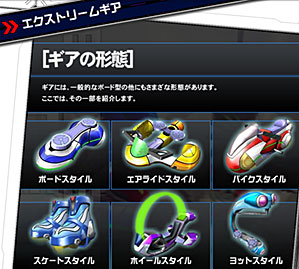 エクストリームギア
[ギアの形態]
ギアには、一般的なボード型の他にもさまざまな形態があります。
ここでは、その一部を紹介します。
ボードスタイル エアライドスタイル バイクスタイル
スケートスタイル ホイールスタイル ヨットスタイル